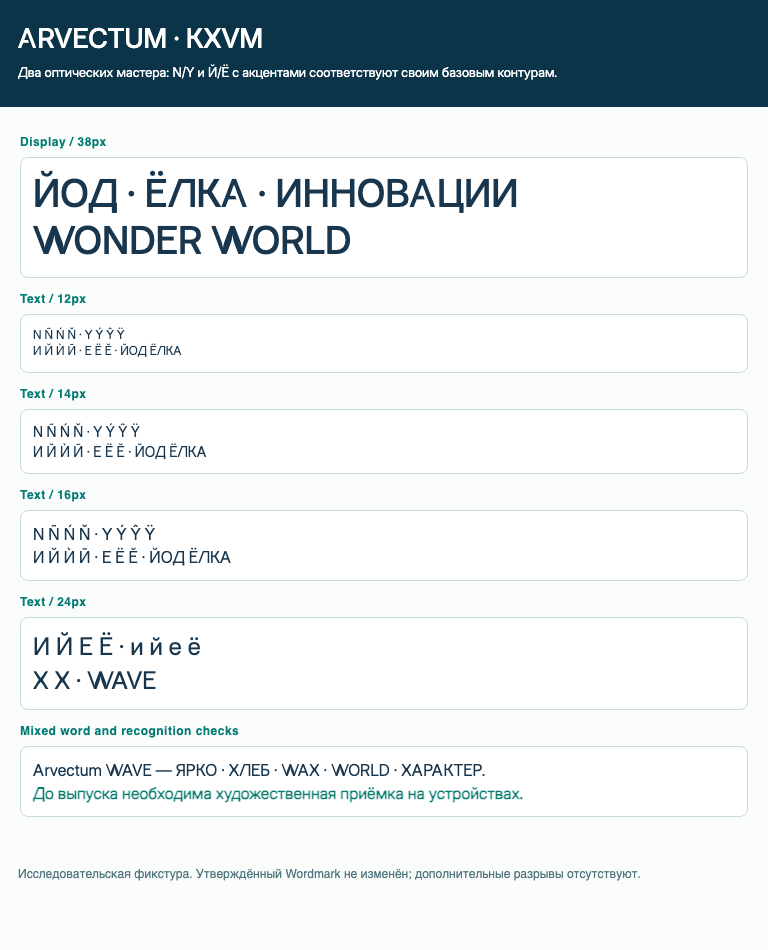 ARVECTUM · KXVM
Два оптических мастера: N/Y и Й/Ё с акцентами соответствуют своим базовым контурам.
Display / 38px
ЙОД · ЁЛКА · ИННОВАЦИИ
WONDER WORLD
Text / 12px
N Ñ Ń Ň · Y Ý Ŷ Ÿ
И Й Ѝ Ӣ · Е Ё Ĕ · ЙОД ЁЛКА
Text / 14px
N Ñ Ń Ň · Y Ý Ŷ Ÿ
И Й Ѝ Ӣ · Е Ё Ĕ · ЙОД ЁЛКА
Text / 16px
N Ñ Ń Ň · Y Ý Ŷ Ÿ
И Й Ѝ Ӣ · Е Ё Ĕ · ЙОД ЁЛКА
Text / 24px
И Й Е Ё · и й е ё
X Х · WAVE
Mixed word and recognition checks
Arvectum WAVE — ЯРКО · ХЛЕБ · WAX · WORLD · ХАРАКТЕР.
До выпуска необходима художественная приёмка на устройствах.
Исследовательская фикстура. Утверждённый Wordmark не изменён; дополнительные разрывы отсутствуют.